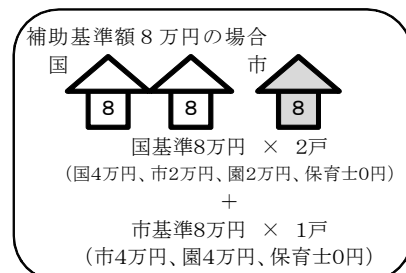 補助基準額8万円の場合
国 市
8 8 8
国基準8万円 × 2戸
(国4万円、市2万円、園2万円、保育士0円)
+
市基準8万円 × 1戸
(市4万円、園4万円、保育士0円)